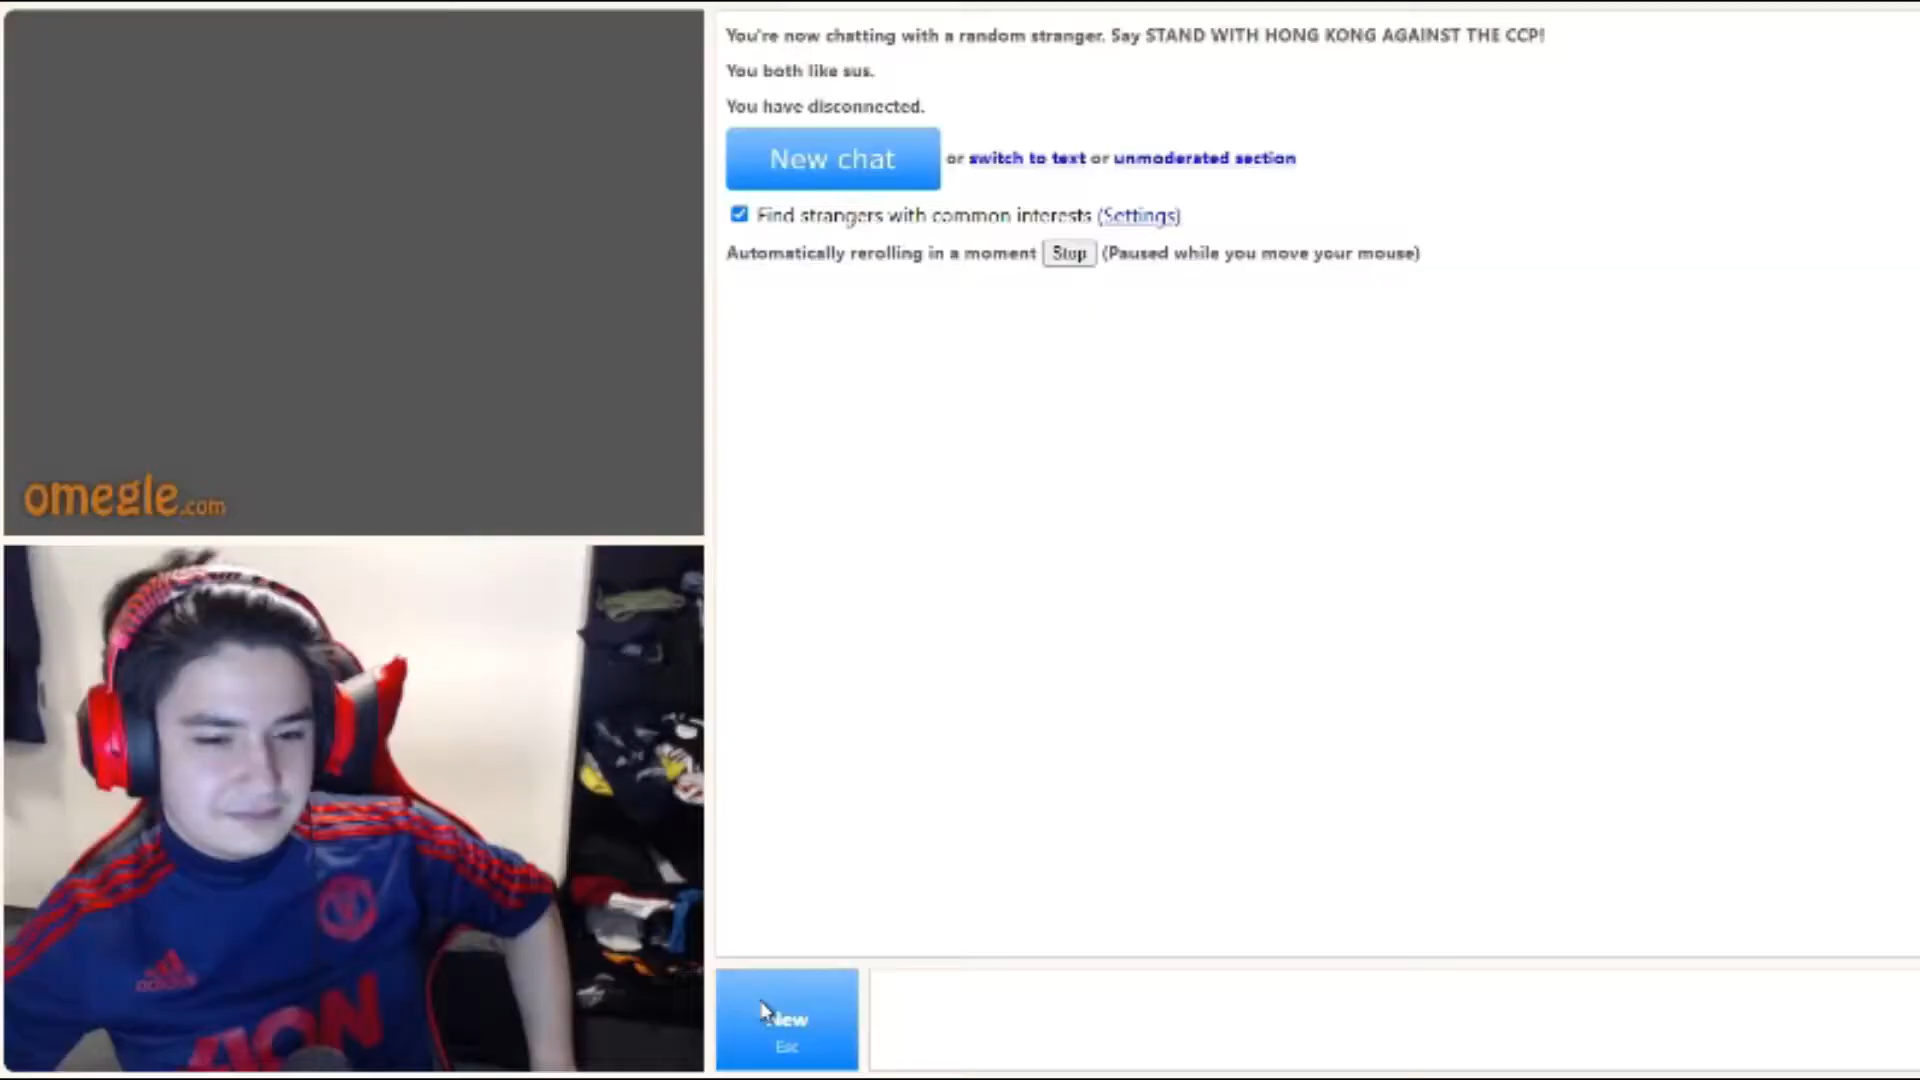 You're now chatting with a random stranger. Say STAND WITH HONG KONG AGAINST THE CCP!
You both like sus.
You have disconnected.
New chat or switch to text or unmoderated section
Find strangers with common interests (Settings)
Automatically rerolling in a moment Stop (Paused while you move your mouse)
omegle.com
adidas
AON
New
Esc